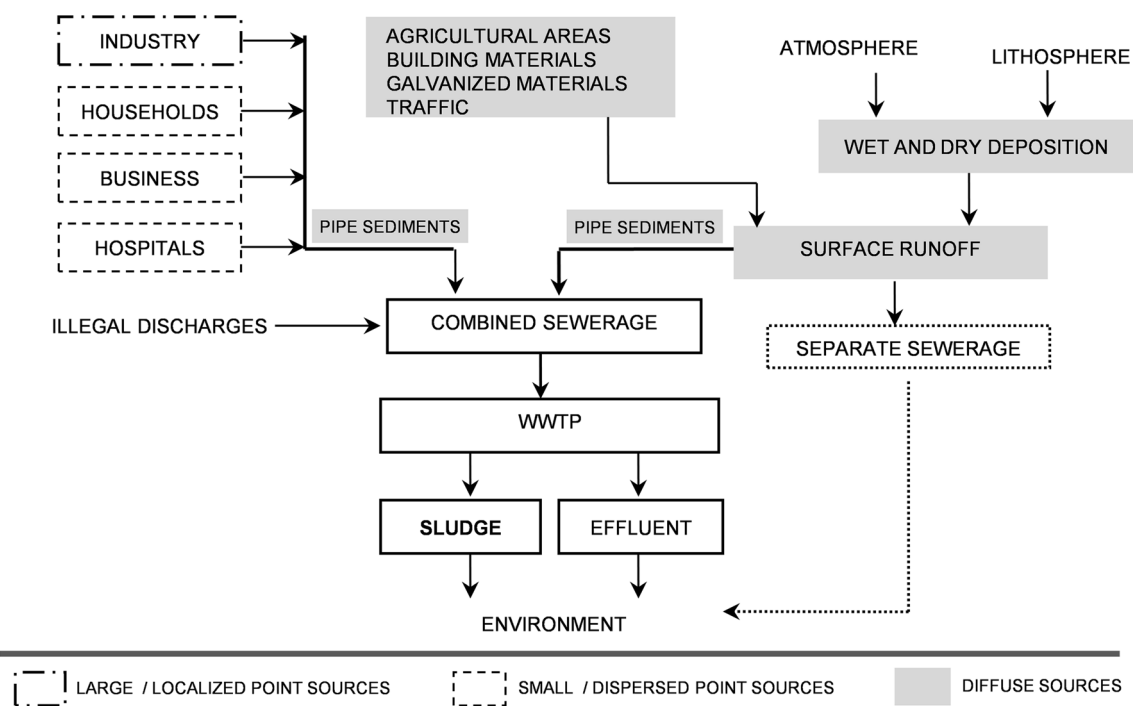 INDUSTRY
HOUSEHOLDS
BUSINESS
HOSPITALS
AGRICULTURAL AREAS
BUILDING MATERIALS
GALVANIZED MATERIALS
TRAFFIC
ATMOSPHERE
LITHOSPHERE
WET AND DRY DEPOSITION
PIPE SEDIMENTS
PIPE SEDIMENTS
SURFACE RUNOFF
ILLEGAL DISCHARGES
COMBINED SEWERAGE
SEPARATE SEWERAGE
WWTP
SLUDGE
EFFLUENT
ENVIRONMENT
LARGE / LOCALIZED POINT SOURCES
SMALL / DISPERSED POINT SOURCES
DIFFUSE SOURCES